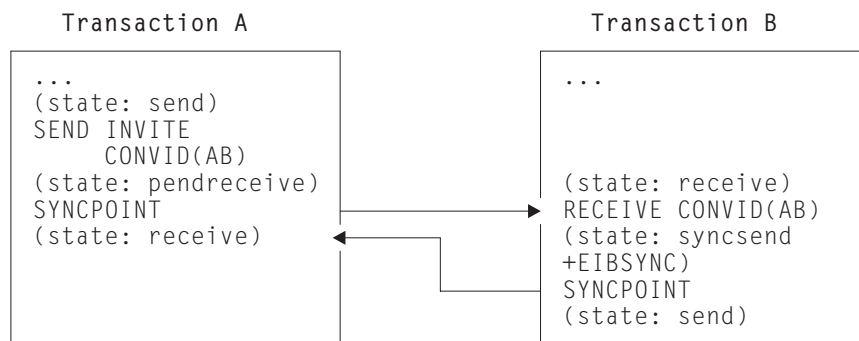 Transaction A
Transaction B
...
(state: send)
SEND INVITE
CONVID(AB)
(state: pendreceive)
SYNCPOINT
(state: receive)
...
(state: receive)
RECEIVE CONVID(AB)
(state: syncsend
+EIBSYNC)
SYNCPOINT
(state: send)